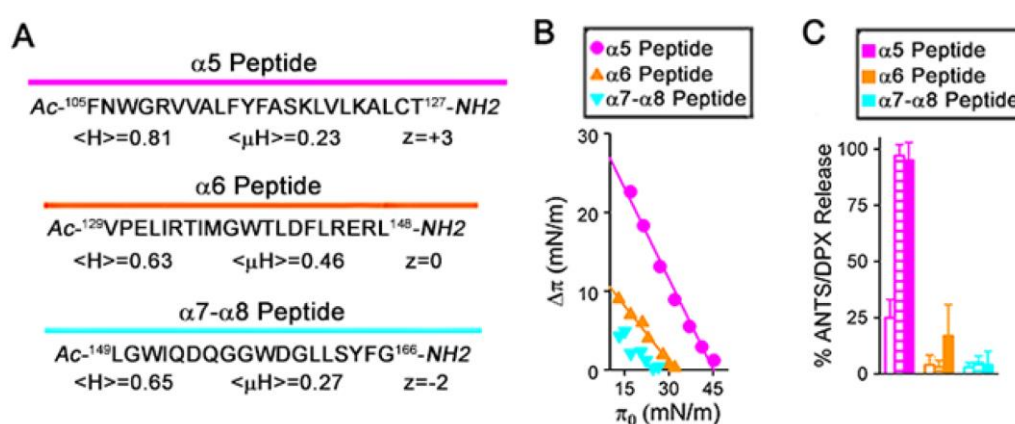 A
α5 Peptide
Ac-¹⁰⁵FNWGRVVALFYFASKLVLKALCT¹²⁷-NH2
<H>=0.81 <μH>=0.23 z=+3
α6 Peptide
Ac-¹²⁹VPELIRTIMGWTLDFLRERL¹⁴⁸-NH2
<H>=0.63 <μH>=0.46 z=0
α7-α8 Peptide
Ac-¹⁴⁹LGWIQDQGGWDGLLSYFG¹⁶⁶-NH2
<H>=0.65 <μH>=0.27 z=-2
B
α5 Peptide
α6 Peptide
α7-α8 Peptide
30
20
10
0
Δπ (mN/m)
15 30 45
π₀ (mN/m)
C
α5 Peptide
α6 Peptide
α7-α8 Peptide
100
75
50
25
0
% ANTS/DPX Release